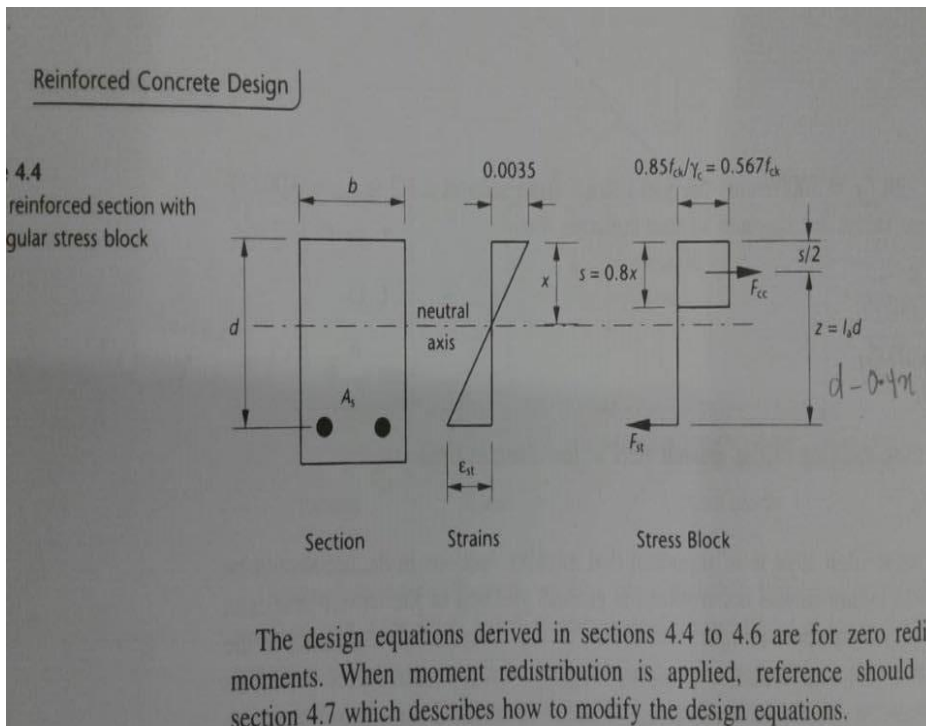 Reinforced Concrete Design
4.4
reinforced section with
gular stress block
b
0.0035
0.85fck/γc = 0.567fck
d
x
s = 0.8x
s/2
Fcc
neutral
axis
z = lad
d - 0.4x
As
Fst
εst
Section
Strains
Stress Block
The design equations derived in sections 4.4 to 4.6 are for zero redi
moments. When moment redistribution is applied, reference should
section 4.7 which describes how to modify the design equations.